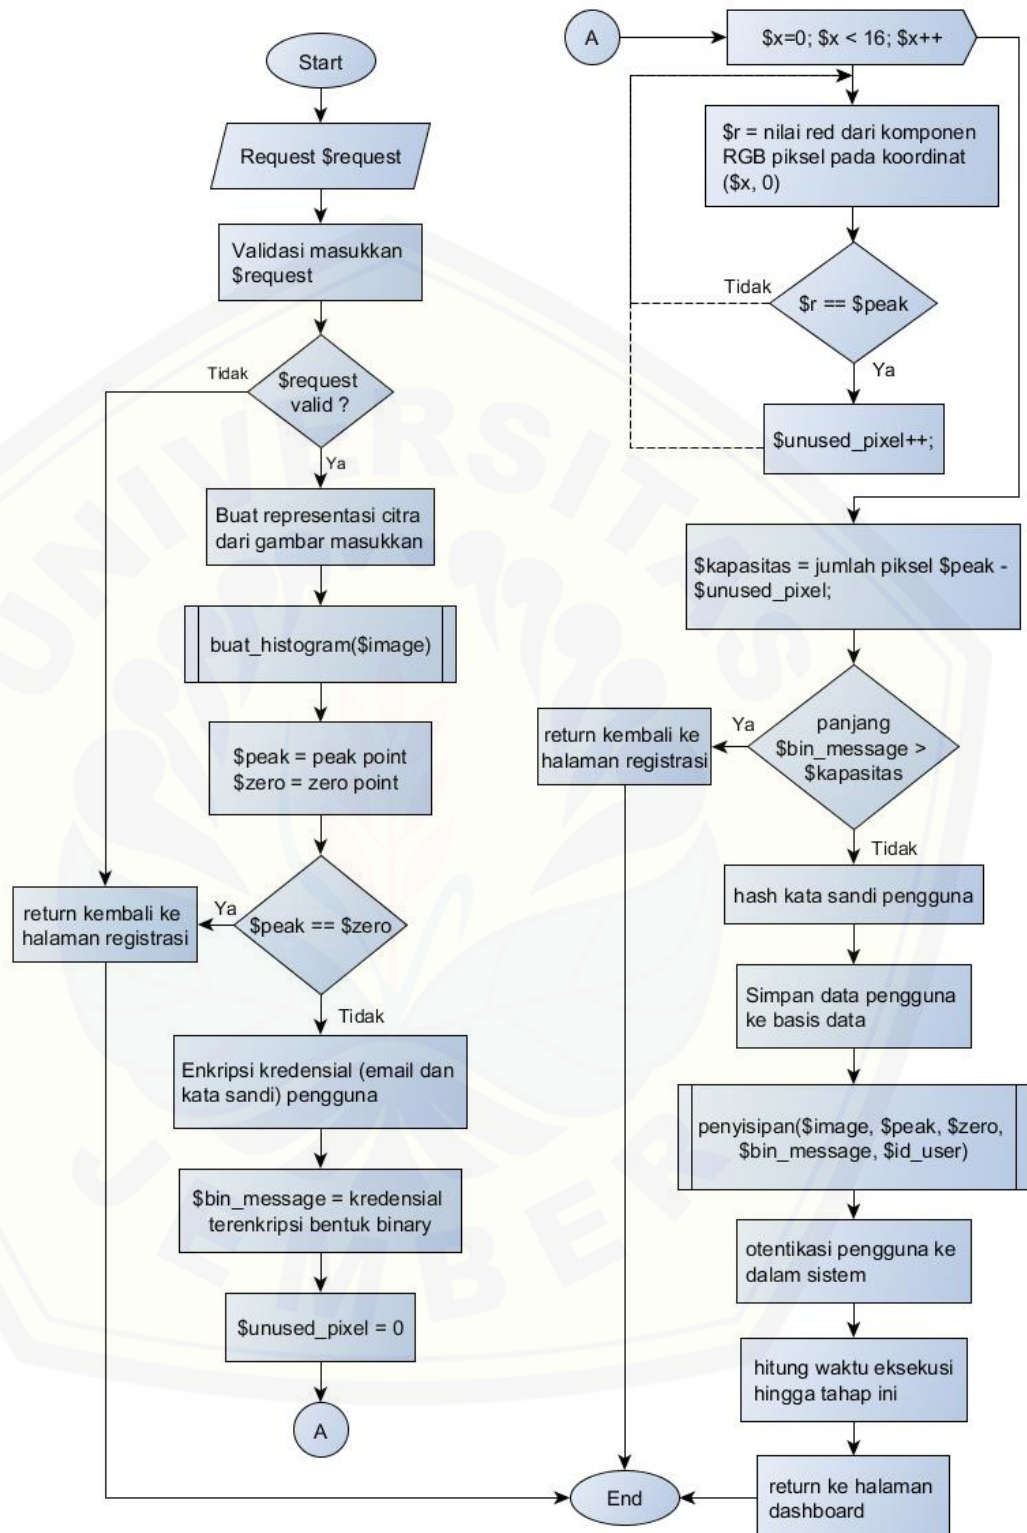 Start
Request $request
Validasi masukkan
$request
$request
valid ?
Tidak
Ya
Buat representasi citra
dari gambar masukkan
buat_histogram($image)
$peak = peak point
$zero = zero point
$peak == $zero
Ya
return kembali ke
halaman registrasi
Tidak
Enkripsi kredensial (email dan
kata sandi) pengguna
$bin_message = kredensial
terenkripsi bentuk binary
$unused_pixel = 0
A
A
$x=0; $x < 16; $x++
$r = nilai red dari komponen
RGB piksel pada koordinat
($x, 0)
Tidak
$r == $peak
Ya
$unused_pixel++;
$kapasitas = jumlah piksel $peak -
$unused_pixel;
panjang
$bin_message >
$kapasitas
Ya
return kembali ke
halaman registrasi
Tidak
hash kata sandi pengguna
Simpan data pengguna
ke basis data
penyisipan($image, $peak, $zero,
$bin_message, $id_user)
otentikasi pengguna ke
dalam sistem
hitung waktu eksekusi
hingga tahap ini
return ke halaman
dashboard
End
UNIVERSITAS
JEMBER